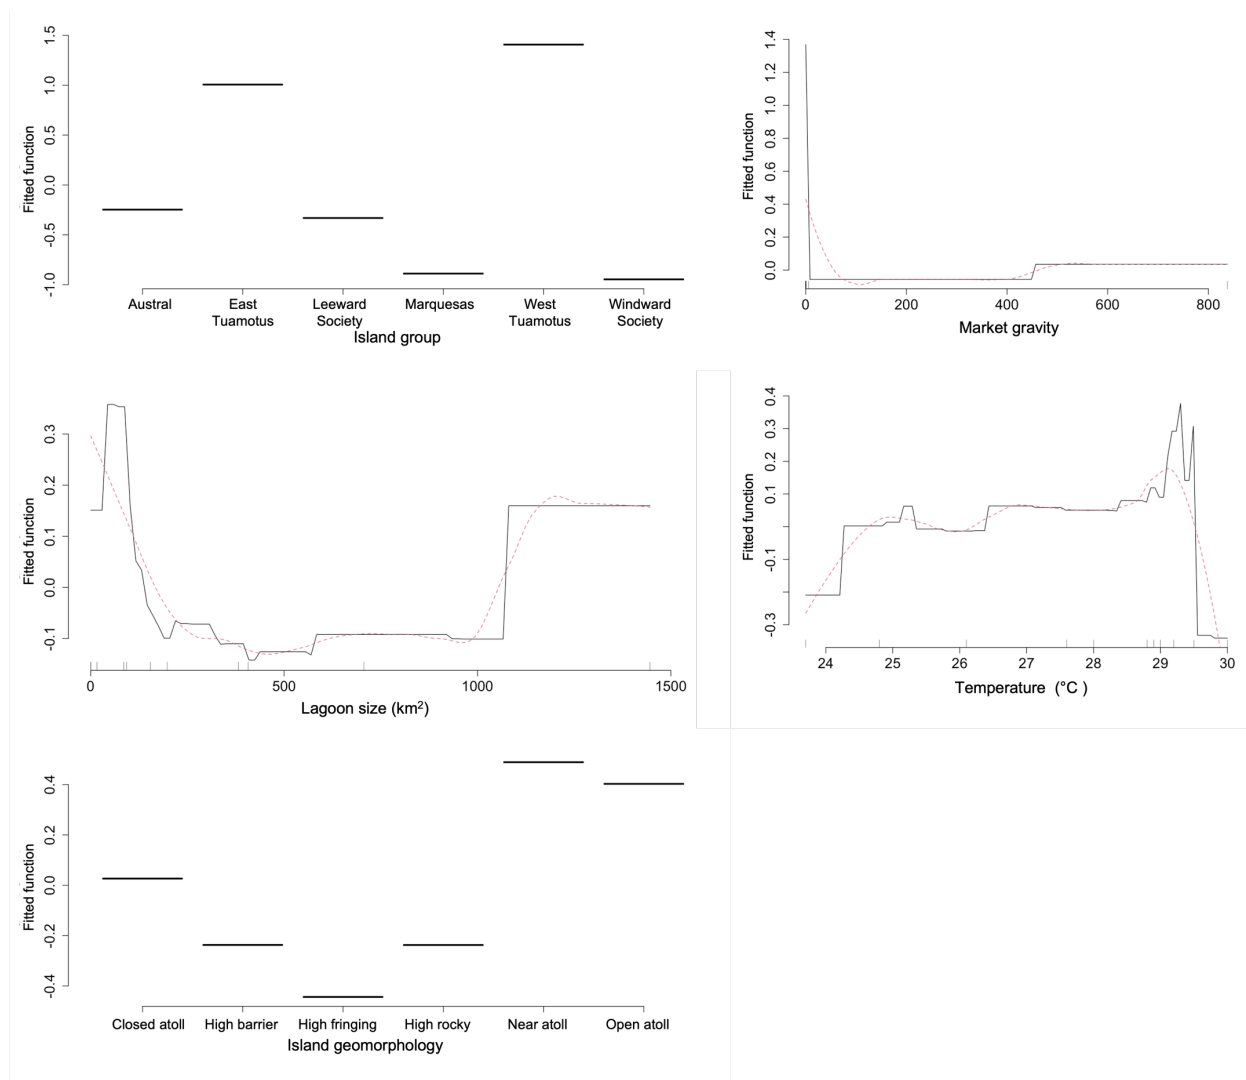 Fitted function
1.5
1.0
0.5
0.0
-0.5
-1.0
Austral
East Tuamotus
Leeward Society
Marquesas
West Tuamotus
Windward Society
Island group
Fitted function
1.4
1.2
1.0
0.8
0.6
0.4
0.2
0.0
0 200 400 600 800
Market gravity
Fitted function
0.3
0.2
0.1
0.0
-0.1
0 500 1000 1500
Lagoon size (km²)
Fitted function
0.4
0.3
0.2
0.1
-0.1
-0.3
24 25 26 27 28 29 30
Temperature (°C )
Fitted function
0.4
0.2
0.0
-0.2
-0.4
Closed atoll High barrier High fringing High rocky Near atoll Open atoll
Island geomorphology